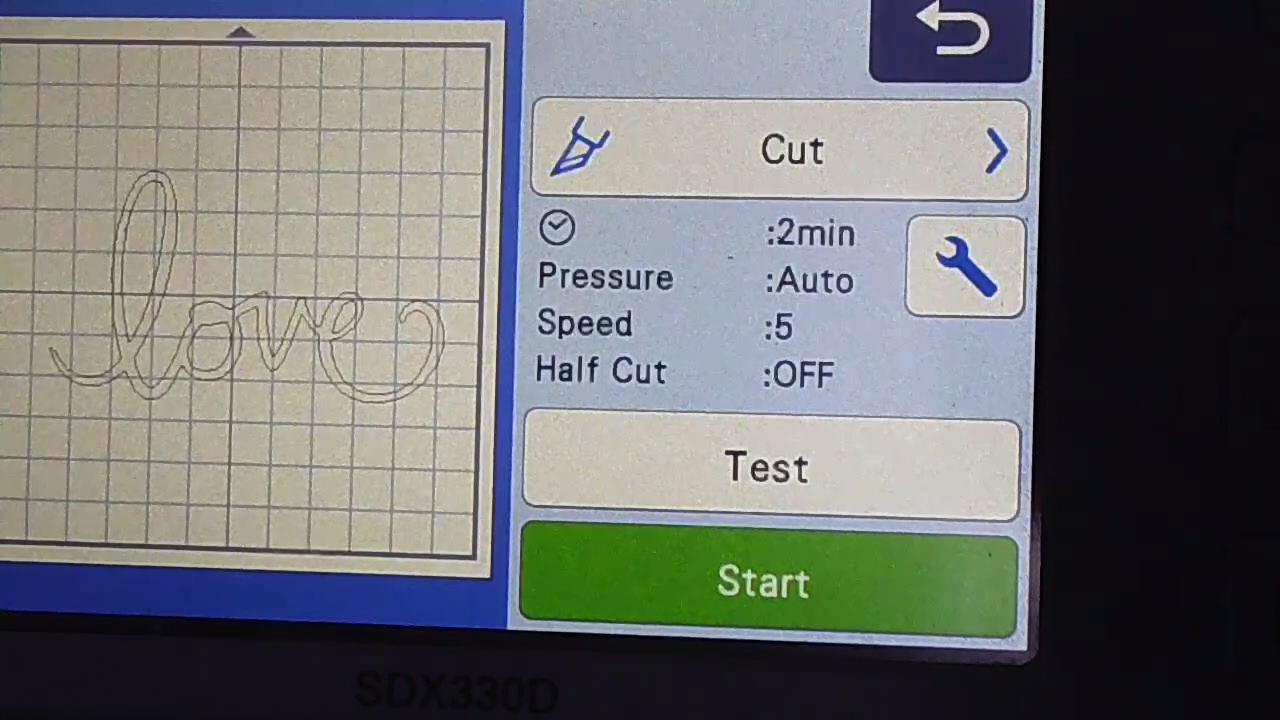 love
Cut
:2min
Pressure :Auto
Speed :5
Half Cut :OFF
Test
Start
SDX330D